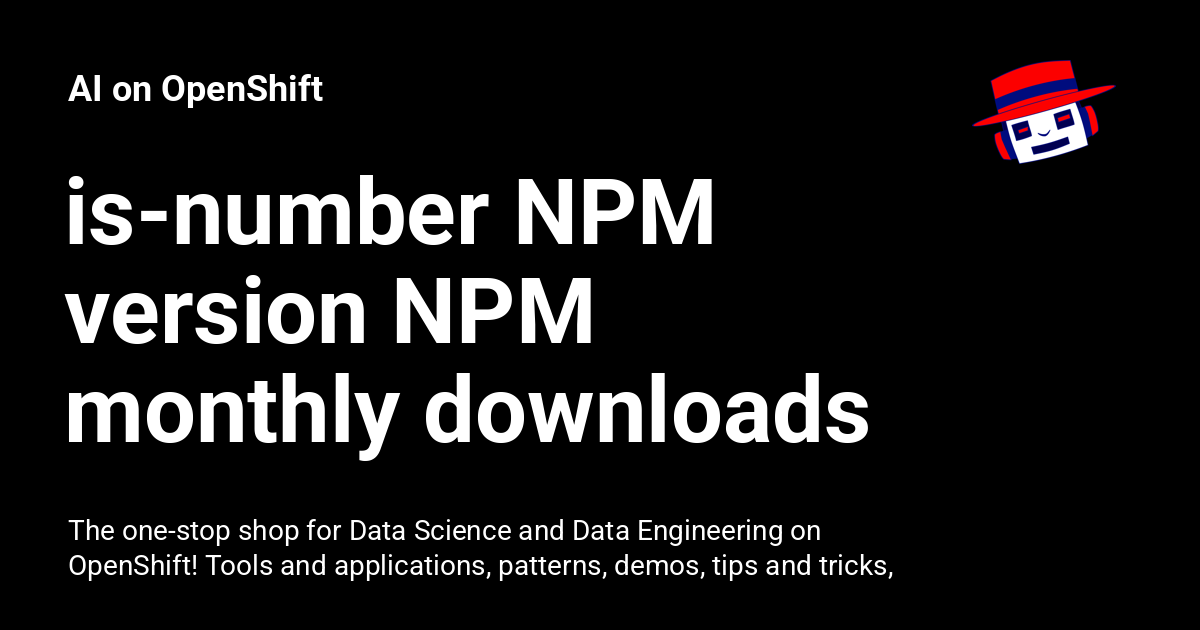 AI on OpenShift
is-number NPM
version NPM
monthly downloads
The one-stop shop for Data Science and Data Engineering on
OpenShift! Tools and applications, patterns, demos, tips and tricks,